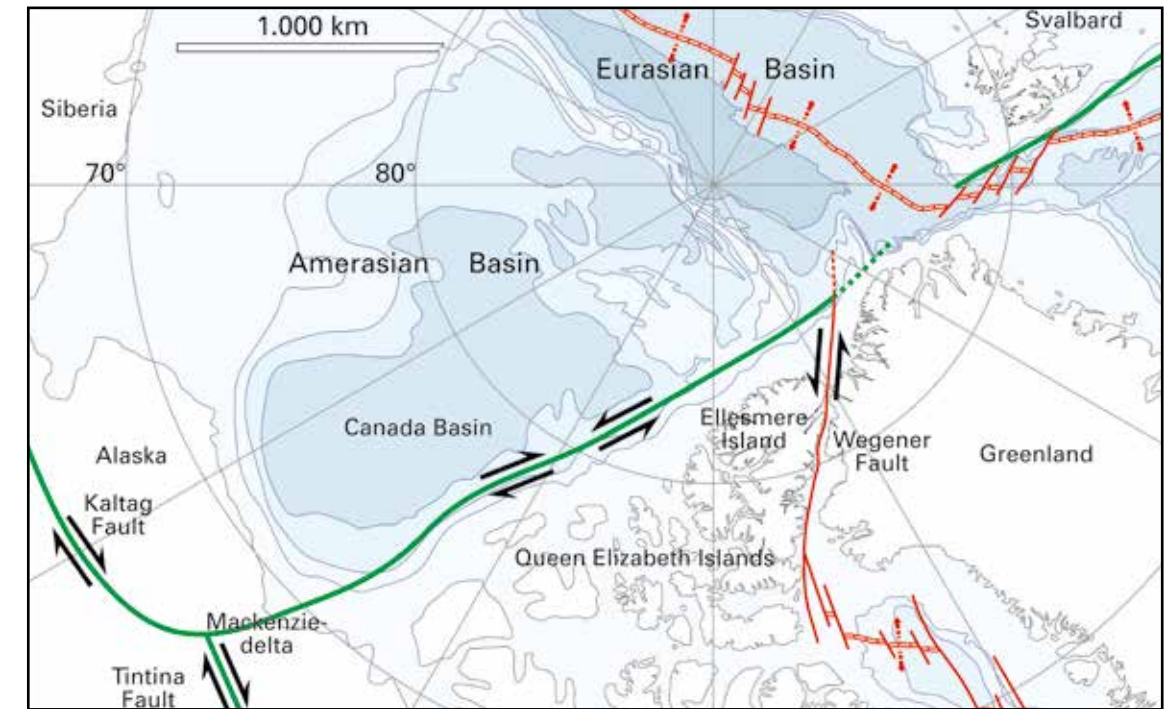 1.000 km
Svalbard
Eurasian Basin
Siberia
70°
80°
Amerasian Basin
Canada Basin
Ellesmere
Island
Wegener
Fault
Greenland
Alaska
Kaltag
Fault
Queen Elizabeth Islands
Mackenzie-
delta
Tintina
Fault